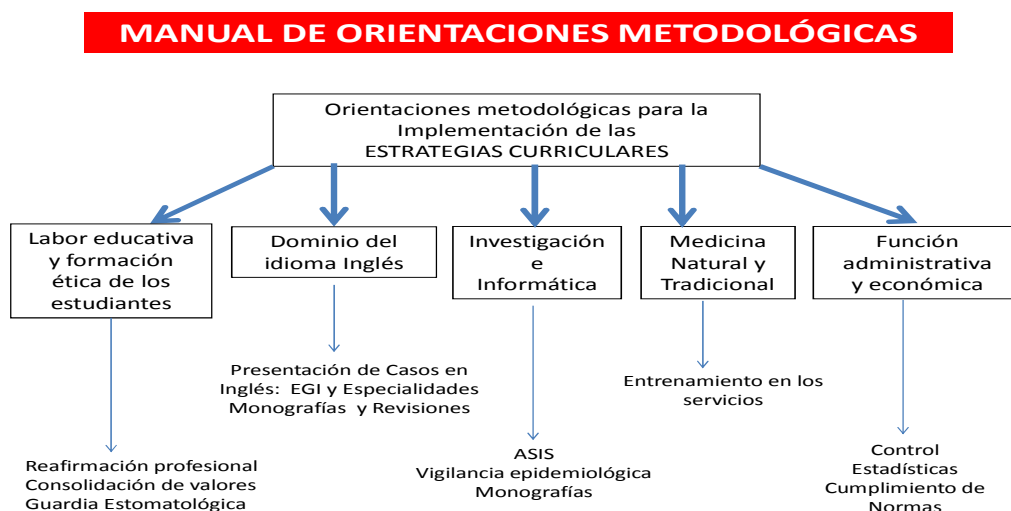 MANUAL DE ORIENTACIONES METODOLÓGICAS
Orientaciones metodológicas para la
Implementación de las
ESTRATEGIAS CURRICULARES
Labor educativa
y formación
ética de los
estudiantes
Dominio del
idioma Inglés
Investigación
e
Informática
Medicina
Natural y
Tradicional
Función
administrativa
y económica
Presentación de Casos en
Inglés: EGI y Especialidades
Monografías y Revisiones
Entrenamiento en los
servicios
Reafirmación profesional
Consolidación de valores
Guardia Estomatológica
ASIS
Vigilancia epidemiológica
Monografías
Control
Estadísticas
Cumplimiento de
Normas